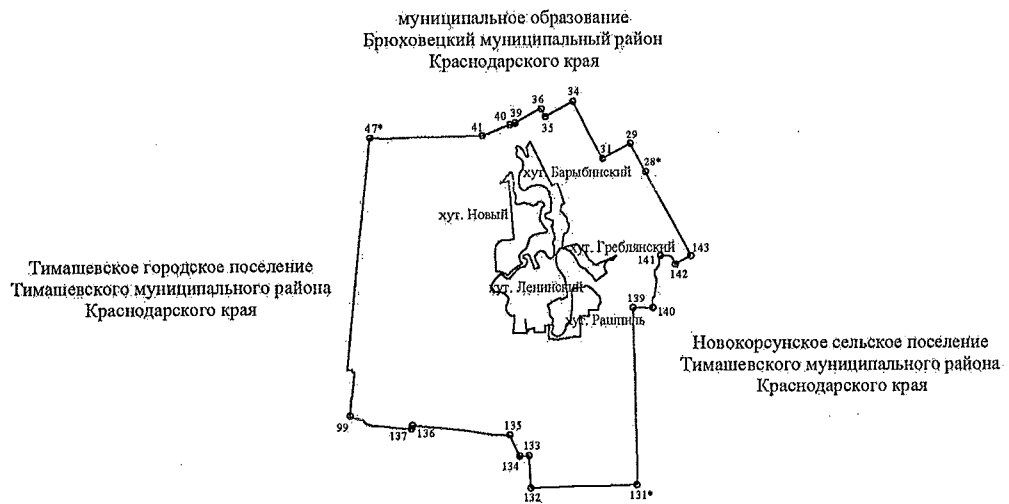 муниципальное образование
Брюховецкий муниципальный район
Краснодарского края
34
36
39
40
35
41
47*
29
31
28*
хут. Барыбинский
хут. Новый
хут. Греблянский
143
141
142
Тимашевское городское поселение
Тимашевского муниципального района
Краснодарского края
хут. Ленинский
139
140
хут. Рашпиль
Новокорсунское сельское поселение
Тимашевского муниципального района
Краснодарского края
99
137
136
135
133
134
132
131*